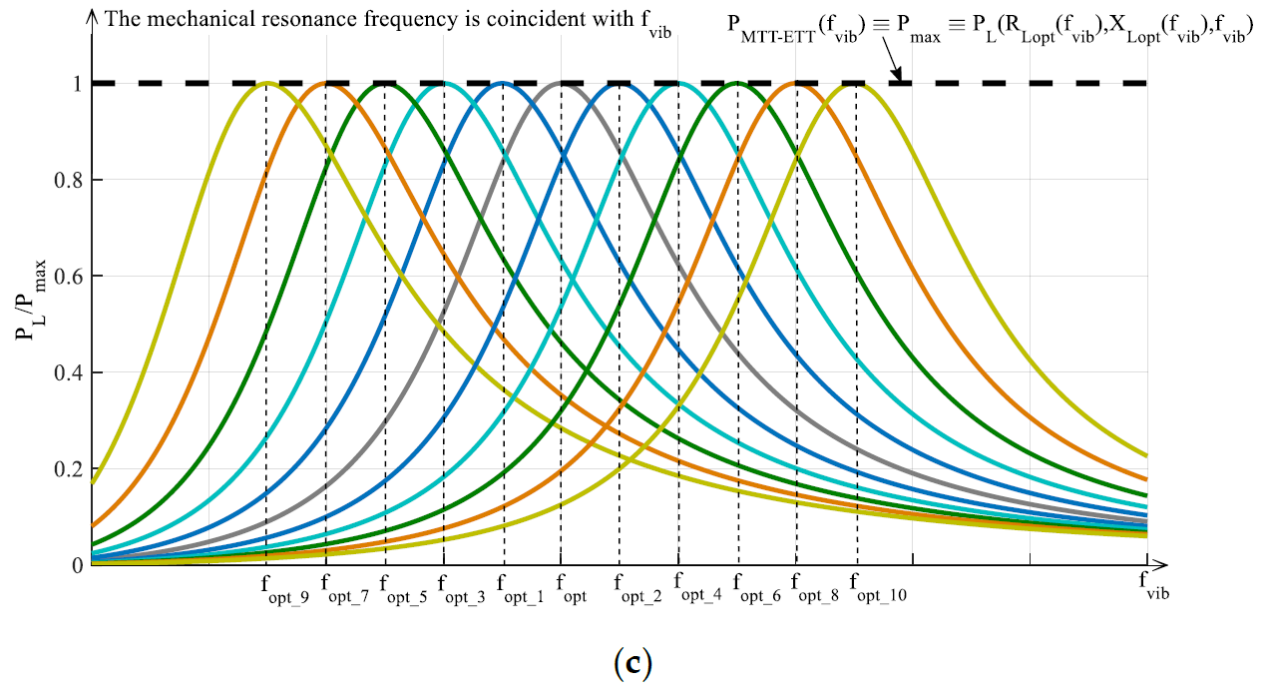 The mechanical resonance frequency is coincident with f_vib
P_MTT-ETT(f_vib) ≡ P_max ≡ P_L(R_Lopt(f_vib),X_Lopt(f_vib),f_vib)
1
0.8
0.6
0.4
0.2
0
P_L/P_max
f_opt_9 f_opt_7 f_opt_5 f_opt_3 f_opt_1 f_opt f_opt_2 f_opt_4 f_opt_6 f_opt_8 f_opt_10 f_vib
(c)